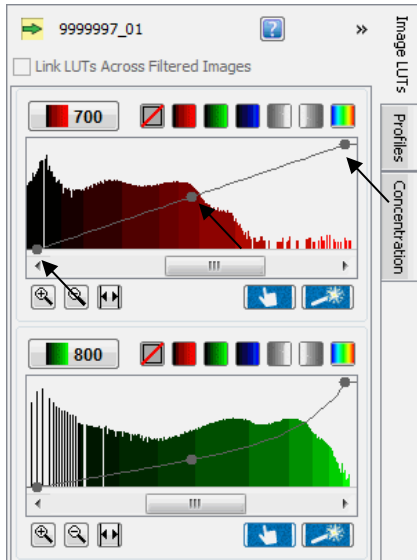 9999997_01
?
»
Link LUTs Across Filtered Images
700
800
Image LUTs
Profiles
Concentration